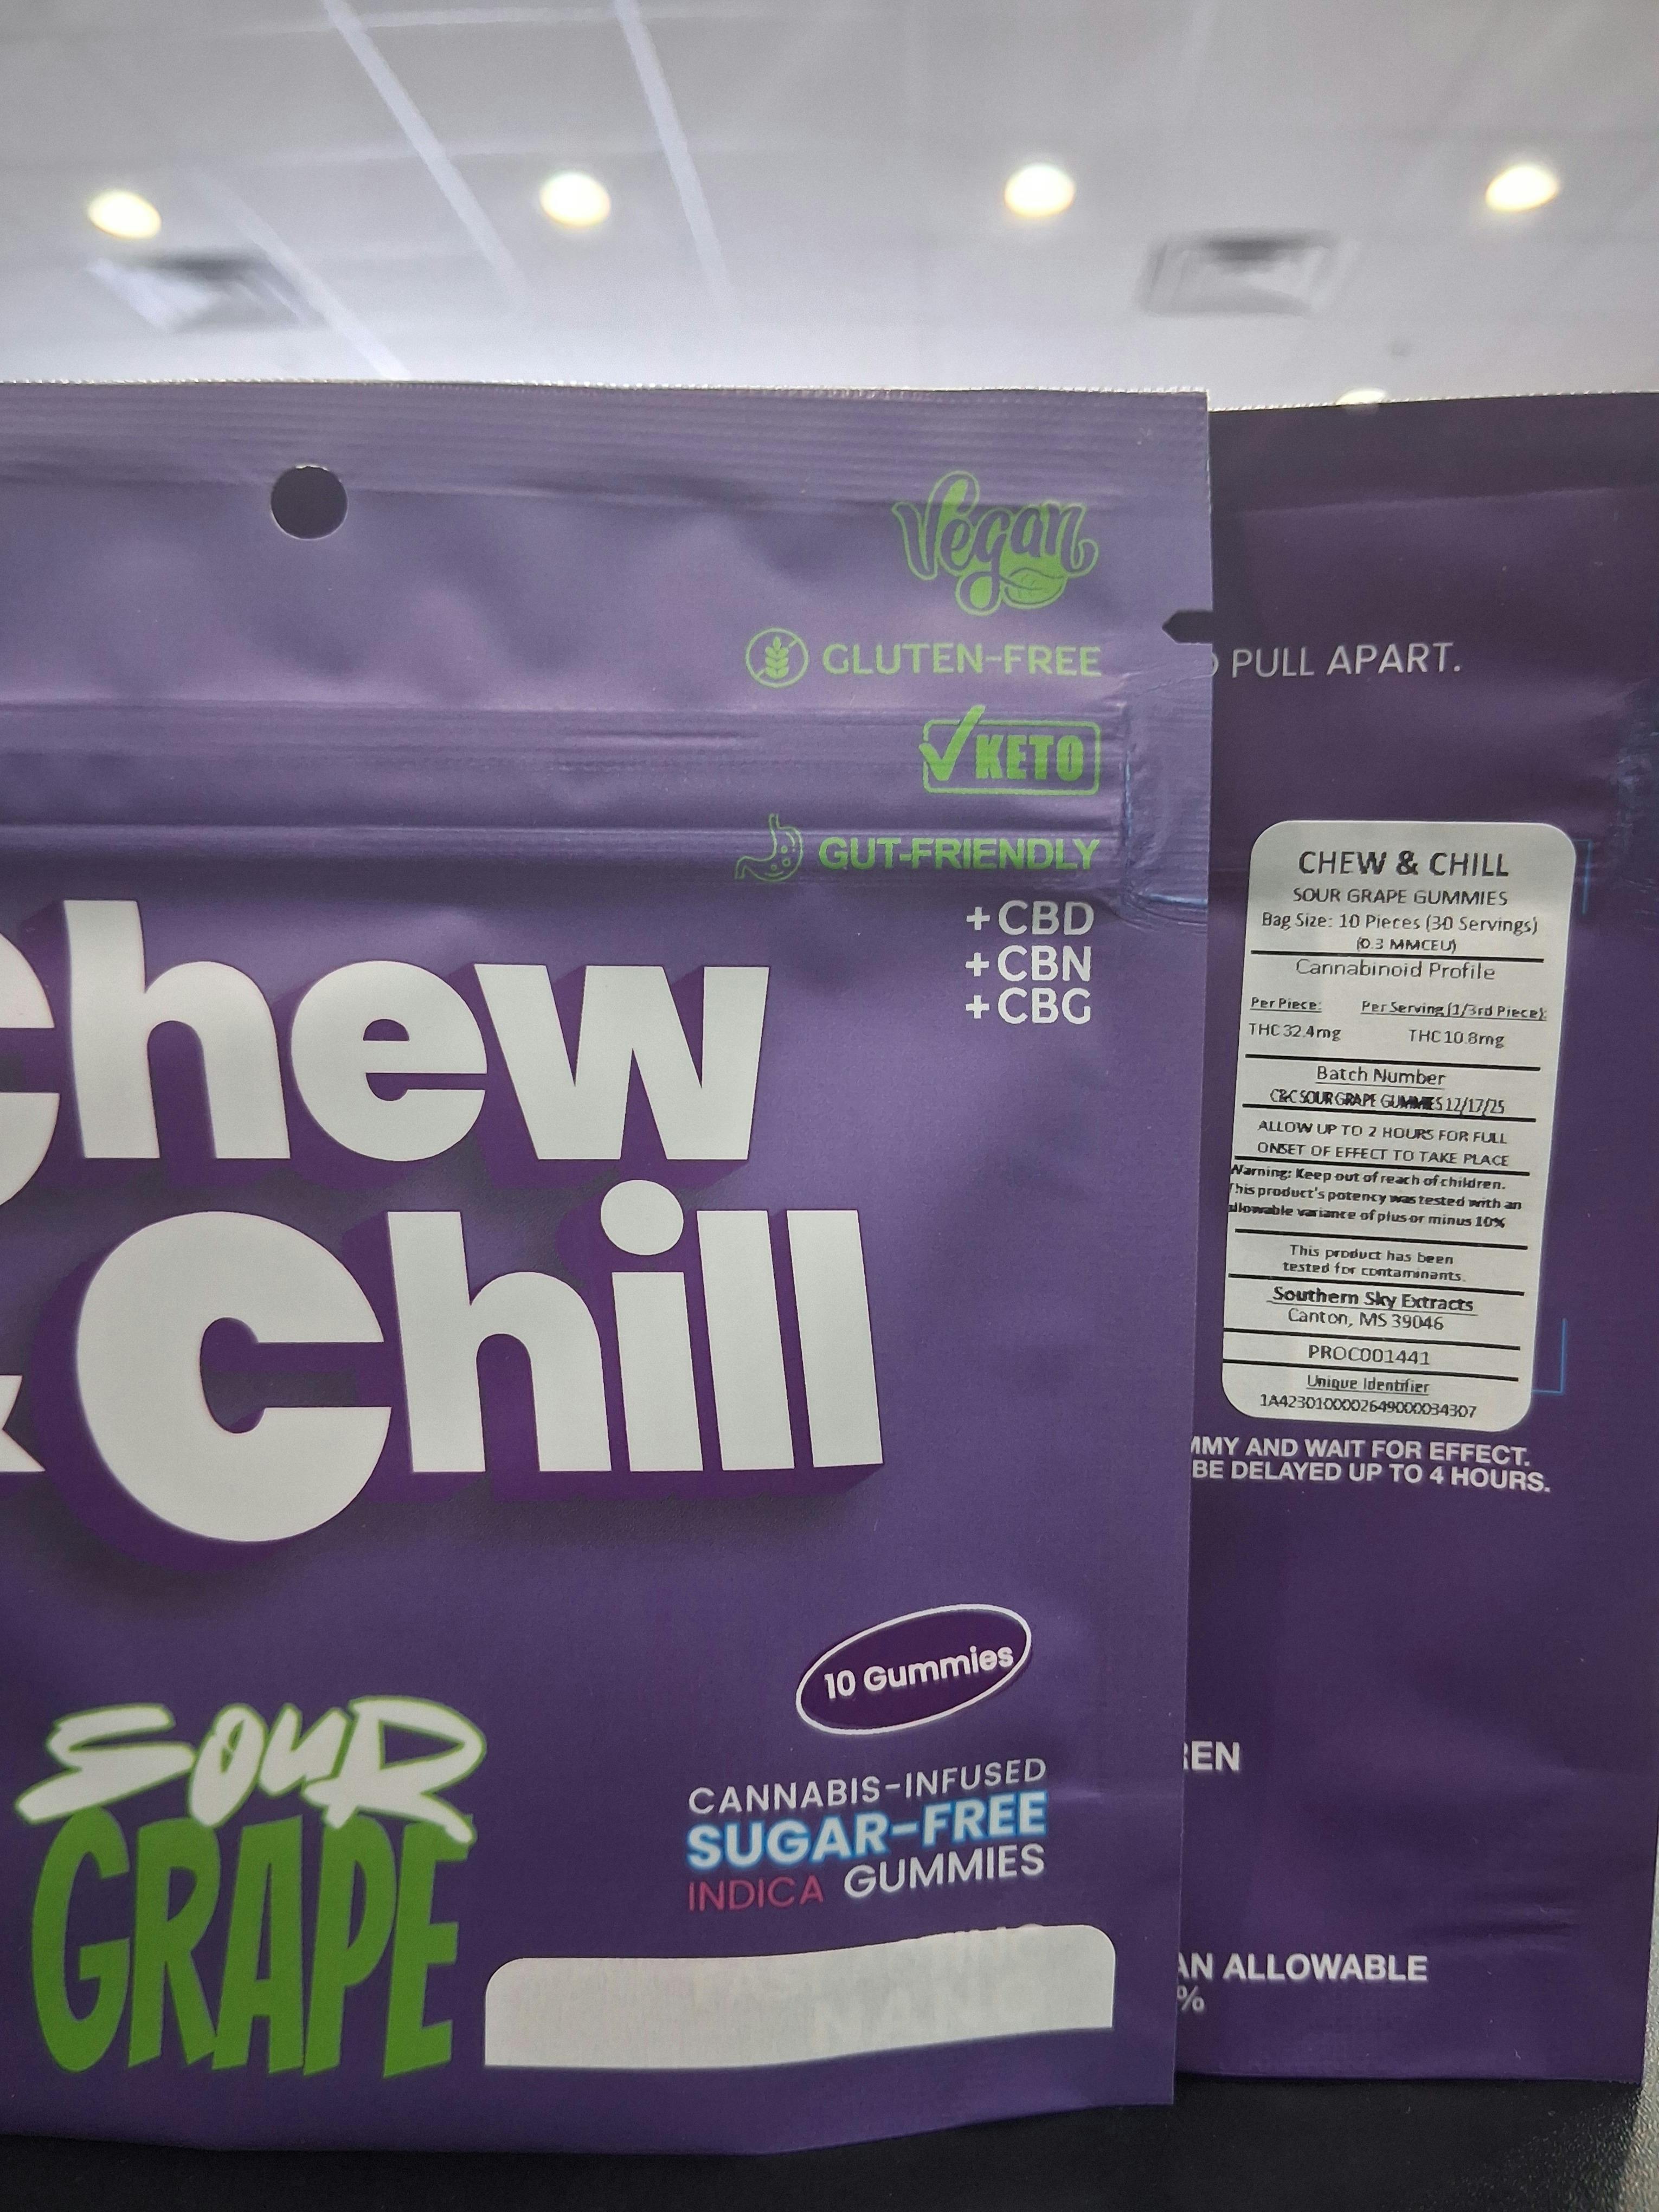 Vegan
GLUTEN-FREE
KETO
GUT-FRIENDLY
+CBD
+CBN
+CBG
Chew
& Chill
10 Gummies
SOUR
GRAPE
CANNABIS-INFUSED
SUGAR-FREE
INDICA GUMMIES
PULL APART.
CHEW & CHILL
SOUR GRAPE GUMMIES
Bag Size: 10 Pieces (30 Servings)
(0.3 MMCEU)
Cannabinoid Profile
Per Piece: Per Serving (1/3rd Piece):
THC 32.4mg THC 10.8mg
Batch Number
C&C SOUR GRAPE GUMMIES 12/17/25
ALLOW UP TO 2 HOURS FOR FULL
ONSET OF EFFECT TO TAKE PLACE
Warning: Keep out of reach of children.
This product's potency was tested with an
allowable variance of plus or minus 10%
This product has been
tested for contaminants.
Southern Sky Extracts
Canton, MS 39046
PROC001441
Unique Identifier
1A4230100002649000034307
MMY AND WAIT FOR EFFECT.
BE DELAYED UP TO 4 HOURS.
REN
AN ALLOWABLE
%